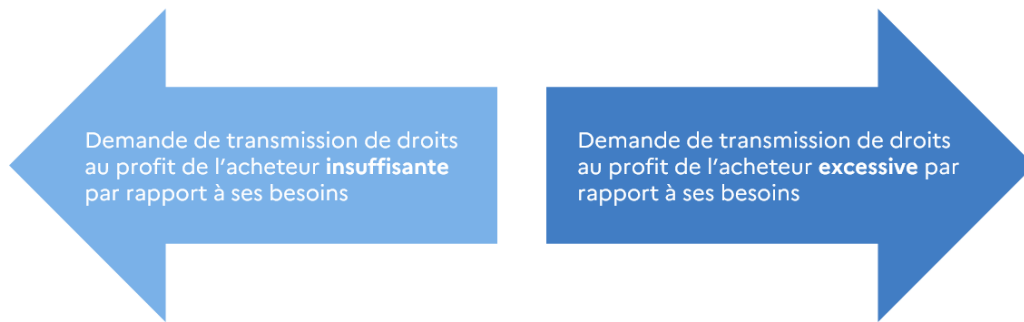 Demande de transmission de droits
au profit de l’acheteur insuffisante
par rapport à ses besoins
Demande de transmission de droits
au profit de l’acheteur excessive par
rapport à ses besoins